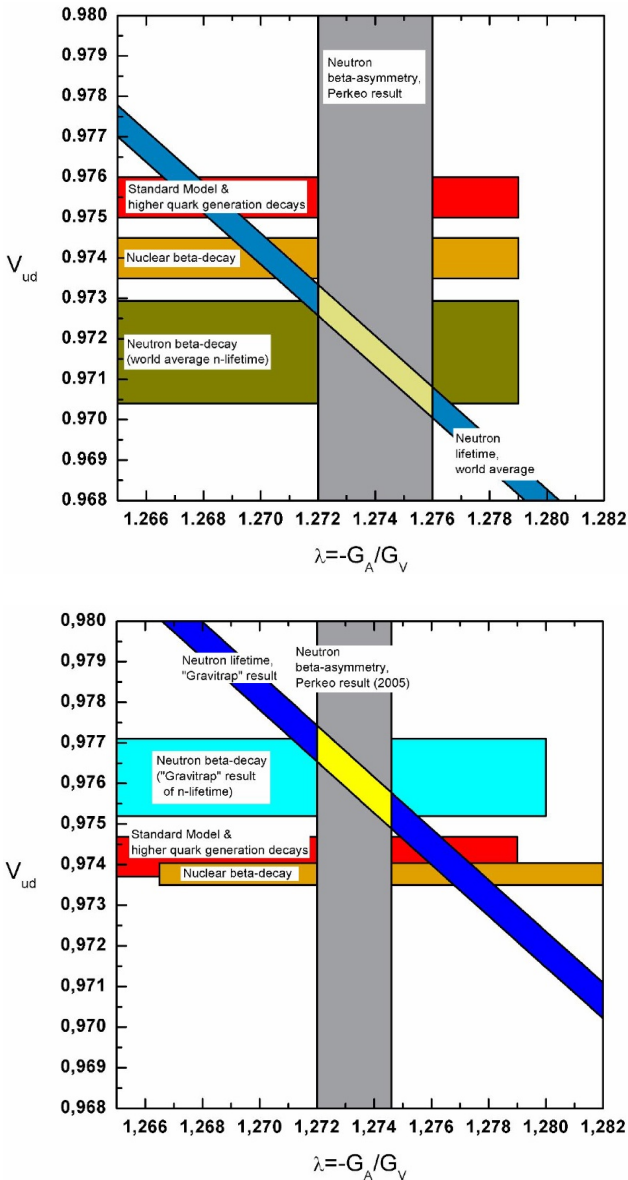 0.980
0.979
0.978
0.977
0.976
0.975
0.974
0.973
0.972
0.971
0.970
0.969
0.968
V_ud
Neutron
beta-asymmetry,
Perkeo result
Standard Model &
higher quark generation decays
Nuclear beta-decay
Neutron beta-decay
(world average n-lifetime)
Neutron
lifetime,
world average
1.266 1.268 1.270 1.272 1.274 1.276 1.278 1.280 1.282
λ=-G_A/G_V
0,980
0,979
0,978
0,977
0,976
0,975
0,974
0,973
0,972
0,971
0,970
0,969
0,968
V_ud
Neutron lifetime,
"Gravitrap" result
Neutron
beta-asymmetry,
Perkeo result (2005)
Neutron beta-decay
("Gravitrap" result
of n-lifetime)
Standard Model &
higher quark generation decays
Nuclear beta-decay
1,266 1,268 1,270 1,272 1,274 1,276 1,278 1,280 1,282
λ=-G_A/G_V